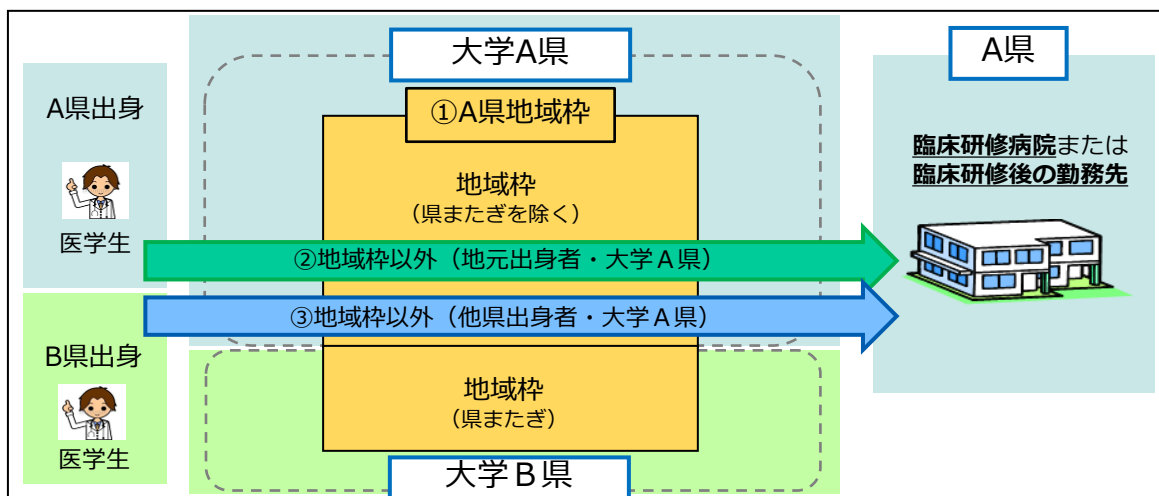 大学A県
A県
A県出身
医学生
①A県地域枠
地域枠
（県またぎを除く）
臨床研修病院または
臨床研修後の勤務先
②地域枠以外（地元出身者・大学Ａ県）
③地域枠以外（他県出身者・大学Ａ県）
B県出身
医学生
地域枠
（県またぎ）
大学Ｂ県